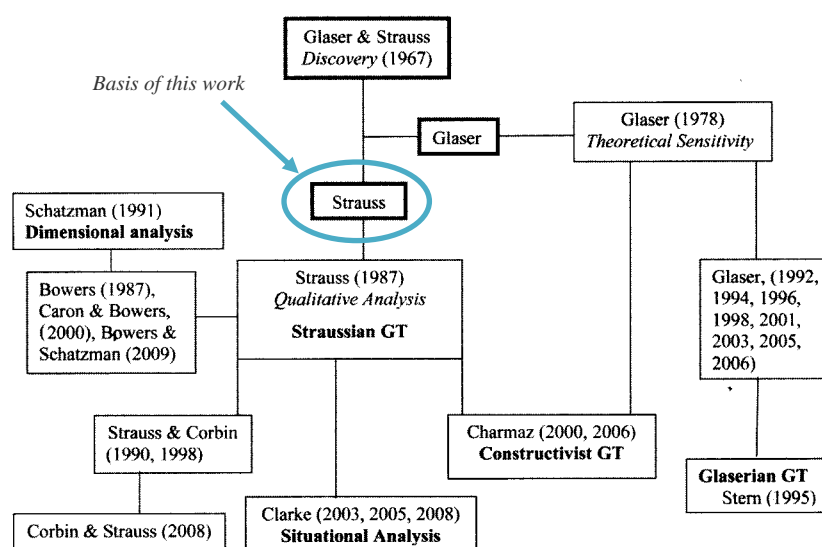 Glaser & Strauss
Discovery (1967)
Basis of this work
Glaser
Glaser (1978)
Theoretical Sensitivity
Strauss
Schatzman (1991)
Dimensional analysis
Bowers (1987),
Caron & Bowers,
(2000), Bowers &
Schatzman (2009)
Strauss (1987)
Qualitative Analysis
Straussian GT
Glaser, (1992,
1994, 1996,
1998, 2001,
2003, 2005,
2006)
Strauss & Corbin
(1990, 1998)
Charmaz (2000, 2006)
Constructivist GT
Glaserian GT
Stern (1995)
Corbin & Strauss (2008)
Clarke (2003, 2005, 2008)
Situational Analysis